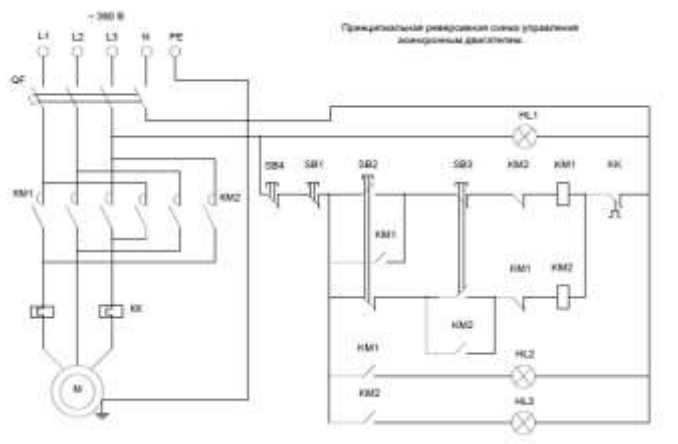 ~ 380 В
Принципиальная реверсивная схема управления
асинхронным двигателем.
L1 L2 L3 N PE
QF
HL1
SB4 SB1 SB2 SB3 KM2 KM1 KK
KM1 KM2
KM1
KM1 KM2
KK
KM2
KM1
HL2
M
KM2
HL3